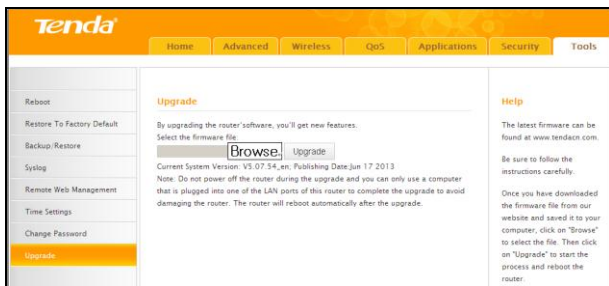 Tenda
Home Advanced Wireless QoS Applications Security Tools
Reboot
Restore To Factory Default
Backup/Restore
Syslog
Remote Web Management
Time Settings
Change Password
Upgrade
Upgrade
By upgrading the router'software, you'll get new features.
Select the firmware file:
Browse. Upgrade
Current System Version: V5.07.54_en; Publishing Date:Jun 17 2013
Note: Do not power off the router during the upgrade and you can only use a computer
that is plugged into one of the LAN ports of this router to complete the upgrade to avoid
damaging the router. The router will reboot automatically after the upgrade.
Help
The latest firmware can be
found at www.tendacn.com.
Be sure to follow the
instructions carefully.
Once you have downloaded
the firmware file from our
website and saved it to your
computer, click on "Browse"
to select the file. Then click
on "Upgrade" to start the
process and reboot the
router.